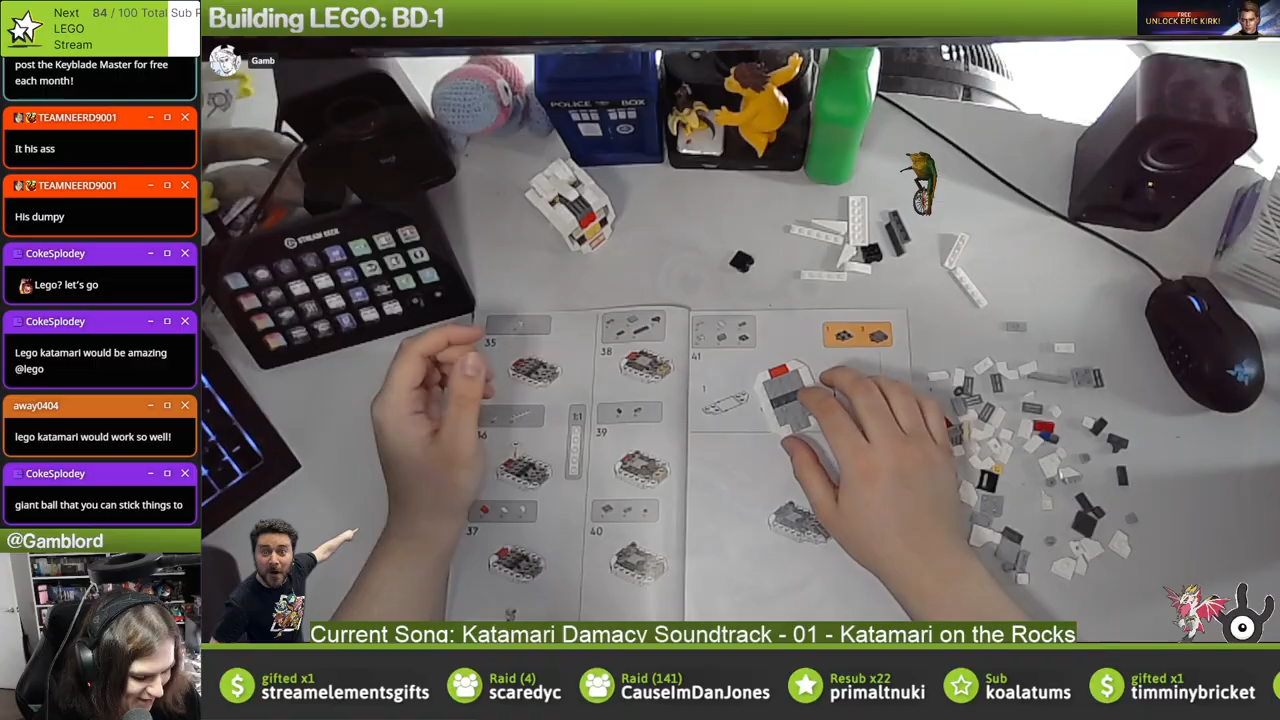 Next
LEGO
Stream
84 / 100 Total Sub P
Building LEGO: BD-1
FREE
UNLOCK EPIC KIRK!
Gamb
post the Keyblade Master for free
each month!
TEAMNEERD9001
It his ass
TEAMNEERD9001
His dumpy
CokeSplodey
Lego? let's go
CokeSplodey
Lego katamari would be amazing
@lego
away0404
lego katamari would work so well!
CokeSplodey
giant ball that you can stick things to
@Gamblord
POLICE BOX
STREAM DECK
35
38
41
1
1:1
39
37
40
Current Song: Katamari Damacy Soundtrack - 01 - Katamari on the Rocks
gifted x1
streamelementsgifts
Raid (4)
scaredyc
Raid (141)
CauseImDanJones
Resub x22
primaltnuki
Sub
koalatums
gifted x1
timminybricket